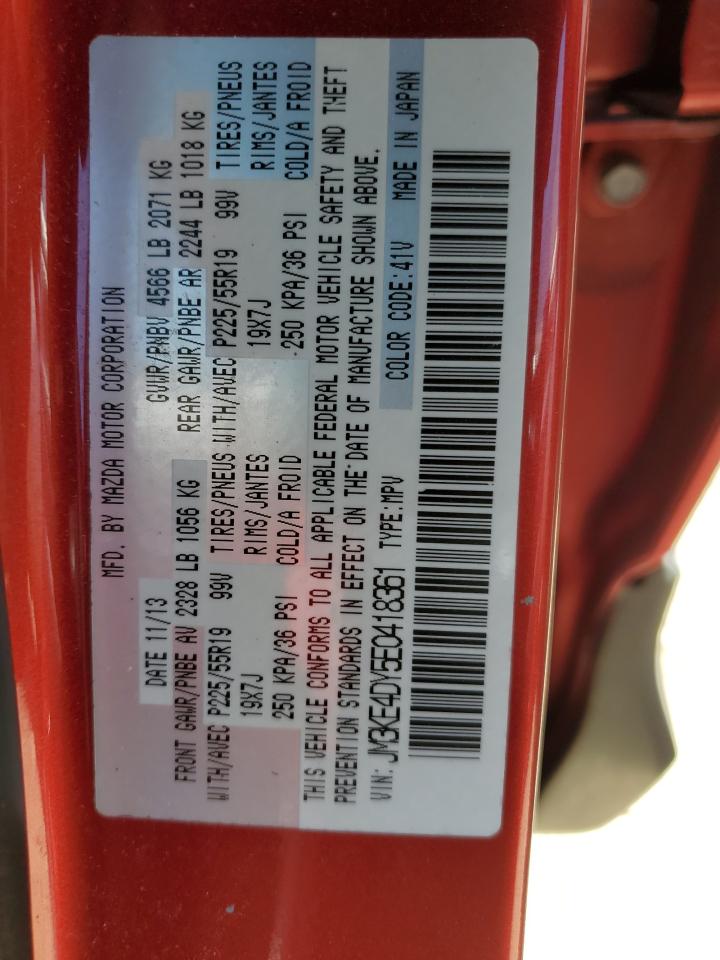 MFD. BY MAZDA MOTOR CORPORATION
DATE 11/13 GVWR/PNBV 4566 LB 2071 KG
FRONT GAWR/PNBE AV 2328 LB 1056 KG REAR GAWR/PNBE AR 2244 LB 1018 KG
WITH/AVEC P225/55R19 99V TIRES/PNEUS WITH/AVEC P225/55R19 99V TIRES/PNEUS
19X7J RIMS/JANTES 19X7J RIMS/JANTES
250 KPA/36 PSI COLD/A FROID 250 KPA/36 PSI COLD/A FROID
THIS VEHICLE CONFORMS TO ALL APPLICABLE FEDERAL MOTOR VEHICLE SAFETY AND THEFT
PREVENTION STANDARDS IN EFFECT ON THE DATE OF MANUFACTURE SHOWN ABOVE.
VIN: JM3KE4DY5E0418361 TYPE:MPV COLOR CODE:41V MADE IN JAPAN